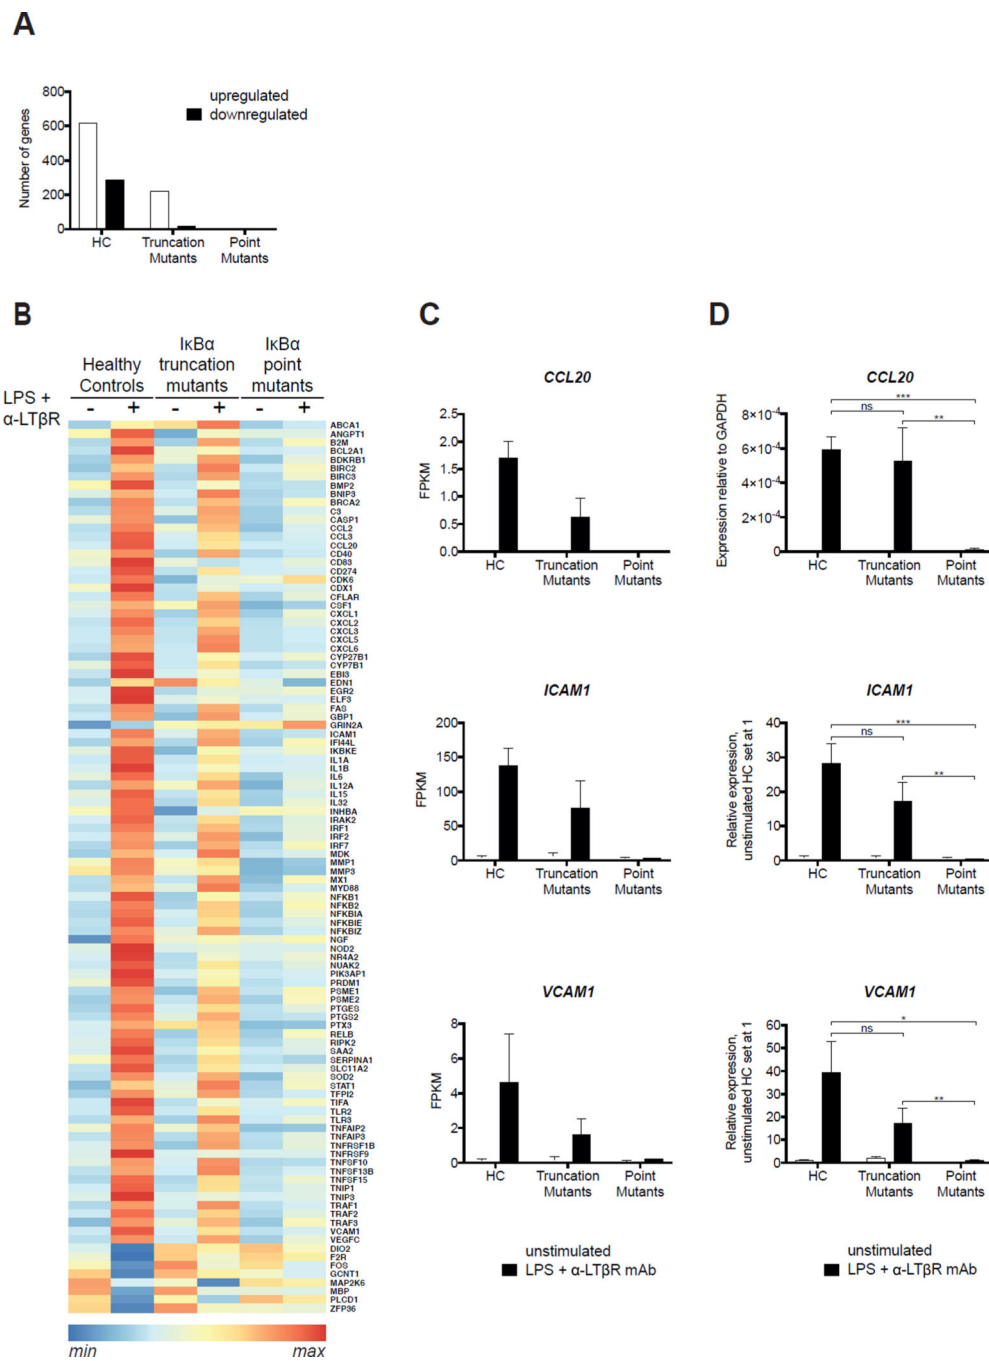 A
800
600
400
200
0
Number of genes
upregulated
downregulated
HC
Truncation
Mutants
Point
Mutants
B
Healthy
Controls
IκBα
truncation
mutants
IκBα
point
mutants
LPS +
α-LTβR
- + - + - +
ABCA1
ANGPT1
B2M
BCL2A1
BDKRB1
BIRC2
BIRC3
BMP2
BNIP3
BRCA2
C3
CASP1
CCL2
CCL3
CCL20
CD40
CD83
CD274
CDK6
CDX1
CFLAR
CSF1
CXCL1
CXCL2
CXCL3
CXCL5
CXCL6
CYP27B1
CYP7B1
EBI3
EDN1
EGR2
ELF3
FAS
GBP1
GRIN2A
ICAM1
IFI44L
IKBKE
IL1A
IL1B
IL6
IL12A
IL15
IL32
INHBA
IRAK2
IRF1
IRF2
IRF7
MDK
MMP1
MMP3
MX1
MYD88
NFKB1
NFKB2
NFKBIA
NFKBIE
NFKBIZ
NGF
NOD2
NR4A2
NUAK2
PIK3AP1
PRDM1
PSME1
PSME2
PTGES
PTGS2
PTX3
RELB
RIPK2
SAA2
SERPINA1
SLC11A2
SOD2
STAT1
TFPI2
TIFA
TLR2
TLR3
TNFAIP2
TNFAIP3
TNFRSF1B
TNFRSF9
TNFSF10
TNFSF13B
TNFSF15
TNIP1
TNIP3
TRAF1
TRAF2
TRAF3
VCAM1
VEGFC
DIO2
F2R
FOS
GCNT1
MAP2K6
MBP
PLCD1
ZFP36
min
max
C
CCL20
2.5
2.0
1.5
1.0
0.5
0.0
FPKM
HC
Truncation
Mutants
Point
Mutants
ICAM1
200
150
100
50
0
FPKM
HC
Truncation
Mutants
Point
Mutants
VCAM1
8
6
4
2
0
FPKM
HC
Truncation
Mutants
Point
Mutants
unstimulated
LPS + α-LTβR mAb
D
CCL20
8×10⁻⁴
6×10⁻⁴
4×10⁻⁴
2×10⁻⁴
0
Expression relative to GAPDH
***
ns
**
HC
Truncation
Mutants
Point
Mutants
ICAM1
40
30
20
10
0
Relative expression,
unstimulated HC set at 1
***
ns
**
HC
Truncation
Mutants
Point
Mutants
VCAM1
60
50
40
30
20
10
0
Relative expression,
unstimulated HC set at 1
*
ns
**
HC
Truncation
Mutants
Point
Mutants
unstimulated
LPS + α-LTβR mAb